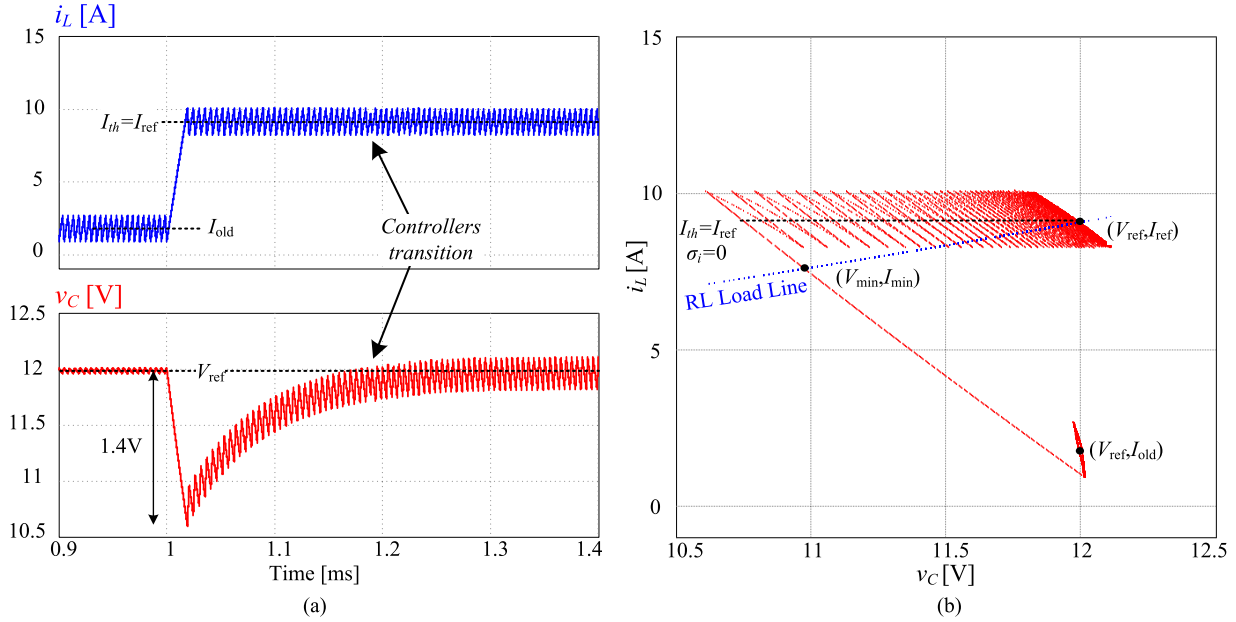 i_L [A]
15
10
5
0
I_th=I_ref
I_old
Controllers
transition
v_C [V]
12.5
12
11.5
11
10.5
V_ref
1.4V
0.9
1
1.1
1.2
1.3
1.4
Time [ms]
(a)
15
10
5
0
i_L [A]
I_th=I_ref
σ_i=0
(V_ref,I_ref)
(V_min,I_min)
RL Load Line
(V_ref,I_old)
10.5
11
11.5
12
12.5
v_C [V]
(b)